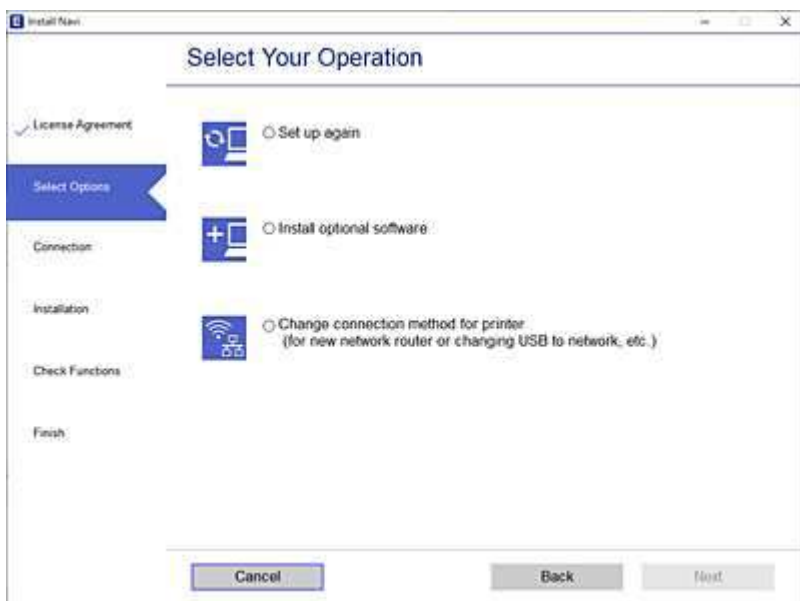 Install Navi
Select Your Operation
License Agreement
Select Options
Connection
Installation
Check Functions
Finish
Set up again
Install optional software
Change connection method for printer
(for new network router or changing USB to network, etc.)
Cancel
Back
Next